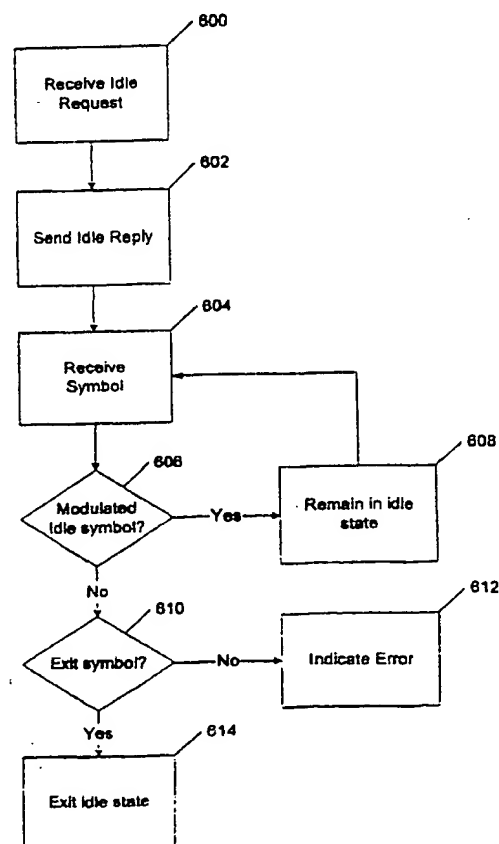 600
Receive Idle
Request
602
Send Idle Reply
604
Receive
Symbol
606
Modulated
Idle symbol?
Yes
608
Remain in idle
state
No
610
Exit symbol?
No
612
Indicate Error
Yes
614
Exit idle state